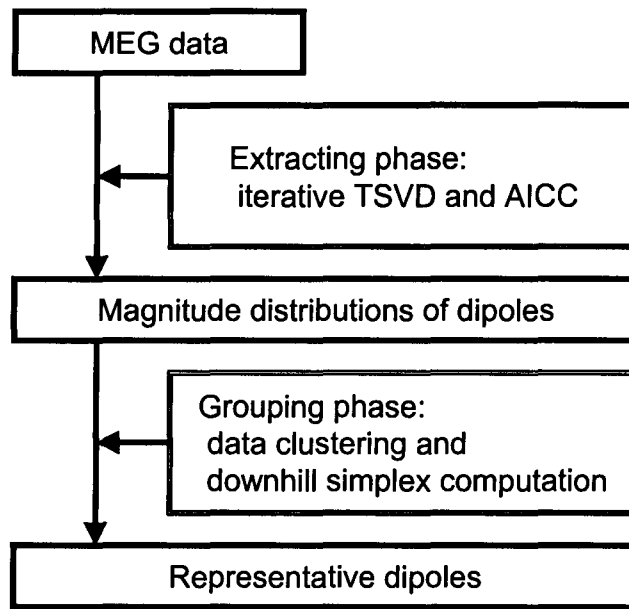 MEG data
Extracting phase:
iterative TSVD and AICC
Magnitude distributions of dipoles
Grouping phase:
data clustering and
downhill simplex computation
Representative dipoles